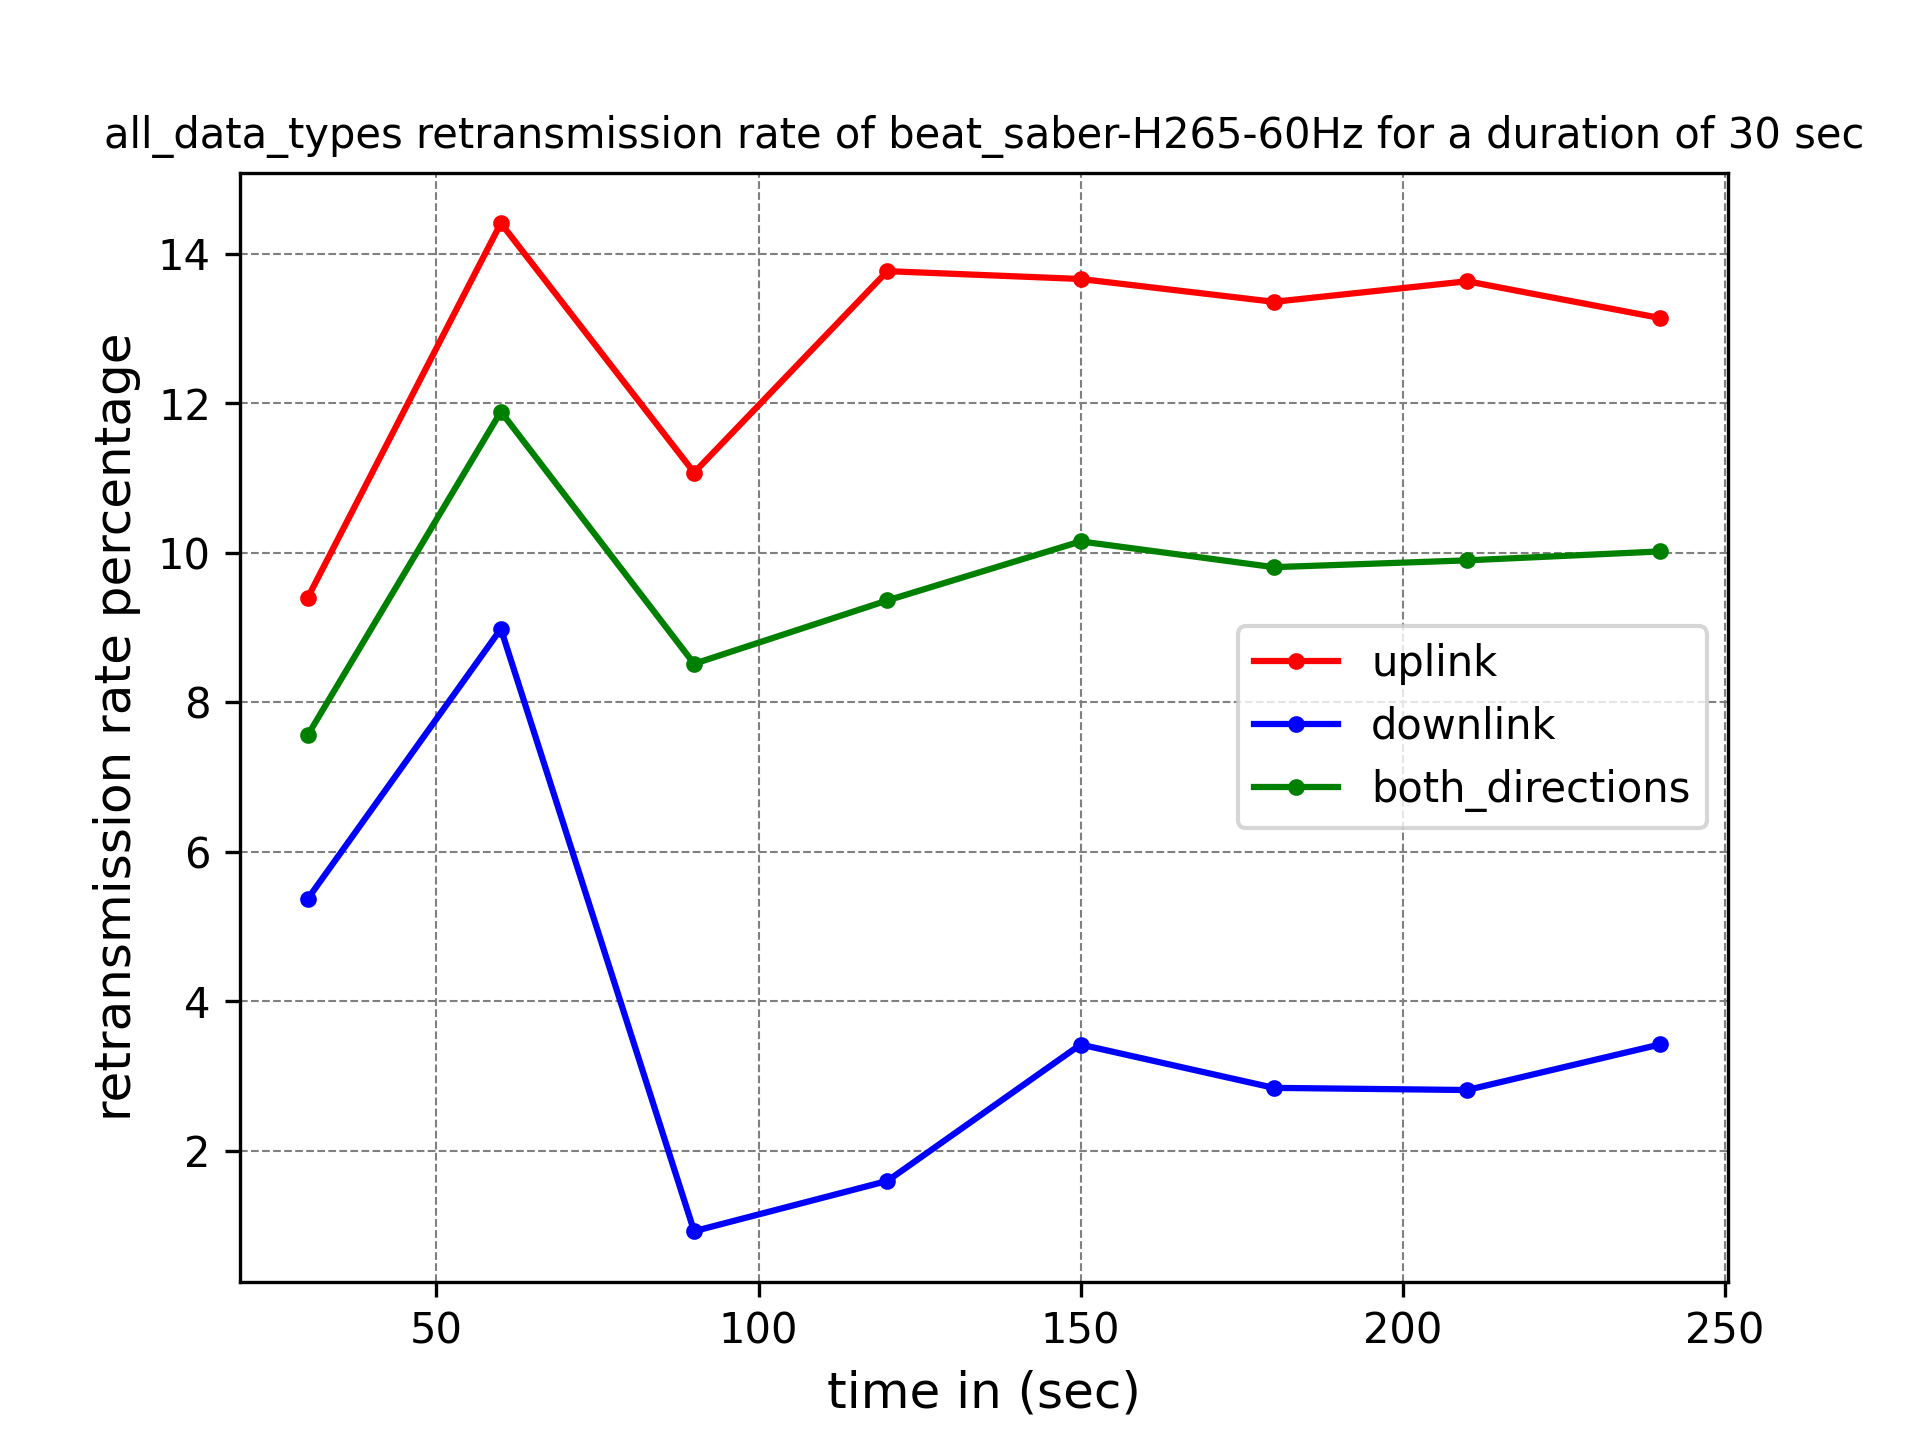 all_data_types retransmission rate of beat_saber-H265-60Hz for a duration of 30 sec
retransmission rate percentage
14
12
10
8
6
4
2
uplink
downlink
both_directions
50 100 150 200 250
time in (sec)